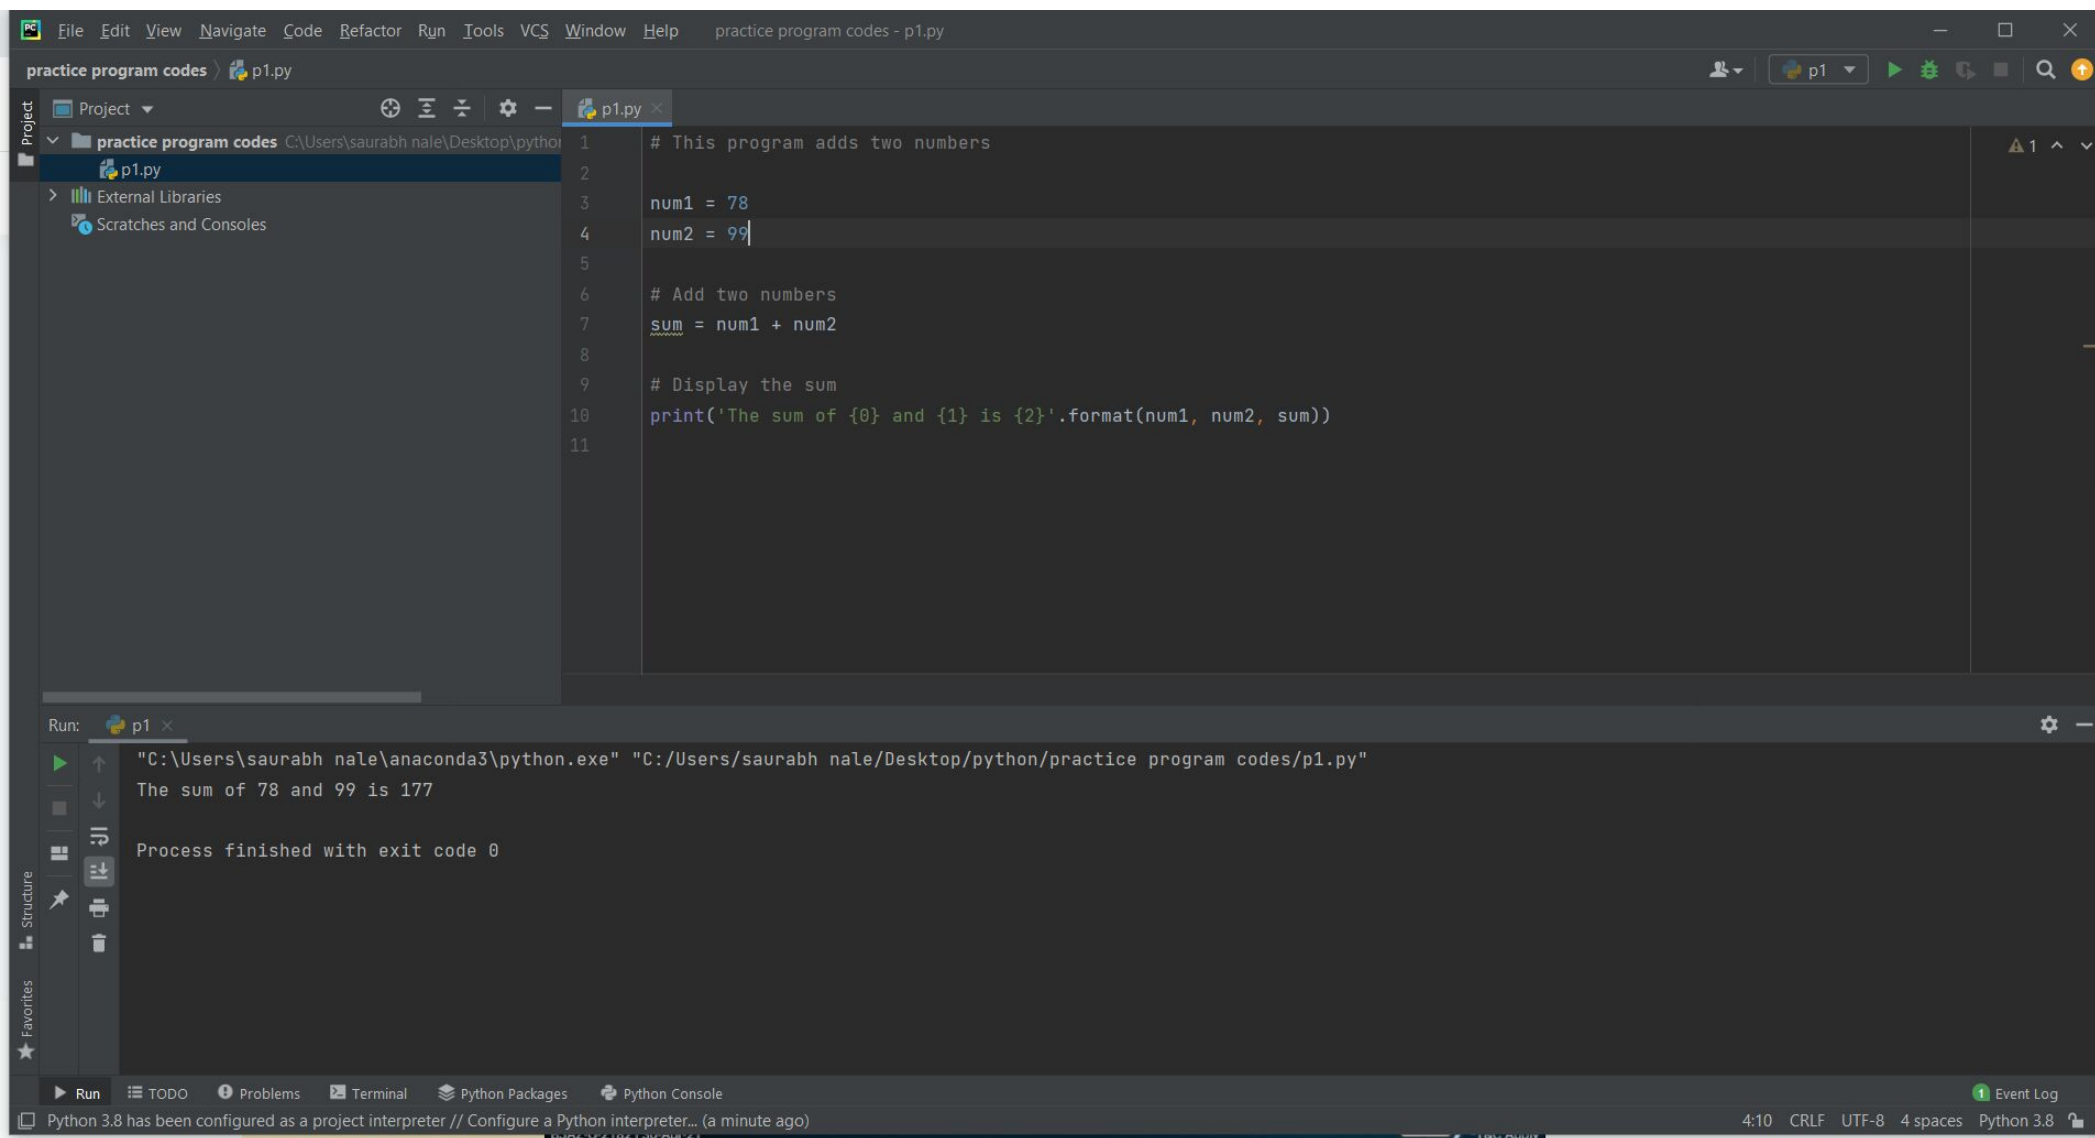 File Edit View Navigate Code Refactor Run Tools VCS Window Help practice program codes - p1.py
practice program codes p1.py p1
Project
Project
p1.py
practice program codes C:\Users\saurabh nale\Desktop\python
p1.py
External Libraries
Scratches and Consoles
1 # This program adds two numbers
1
2
3 num1 = 78
4 num2 = 99
5
6 # Add two numbers
7 sum = num1 + num2
8
9 # Display the sum
10 print('The sum of {0} and {1} is {2}'.format(num1, num2, sum))
11
Run: p1
"C:\Users\saurabh nale\anaconda3\python.exe" "C:/Users/saurabh nale/Desktop/python/practice program codes/p1.py"
The sum of 78 and 99 is 177
Process finished with exit code 0
Structure
Favorites
Run TODO Problems Terminal Python Packages Python Console 1 Event Log
Python 3.8 has been configured as a project interpreter // Configure a Python interpreter... (a minute ago) 4:10 CRLF UTF-8 4 spaces Python 3.8